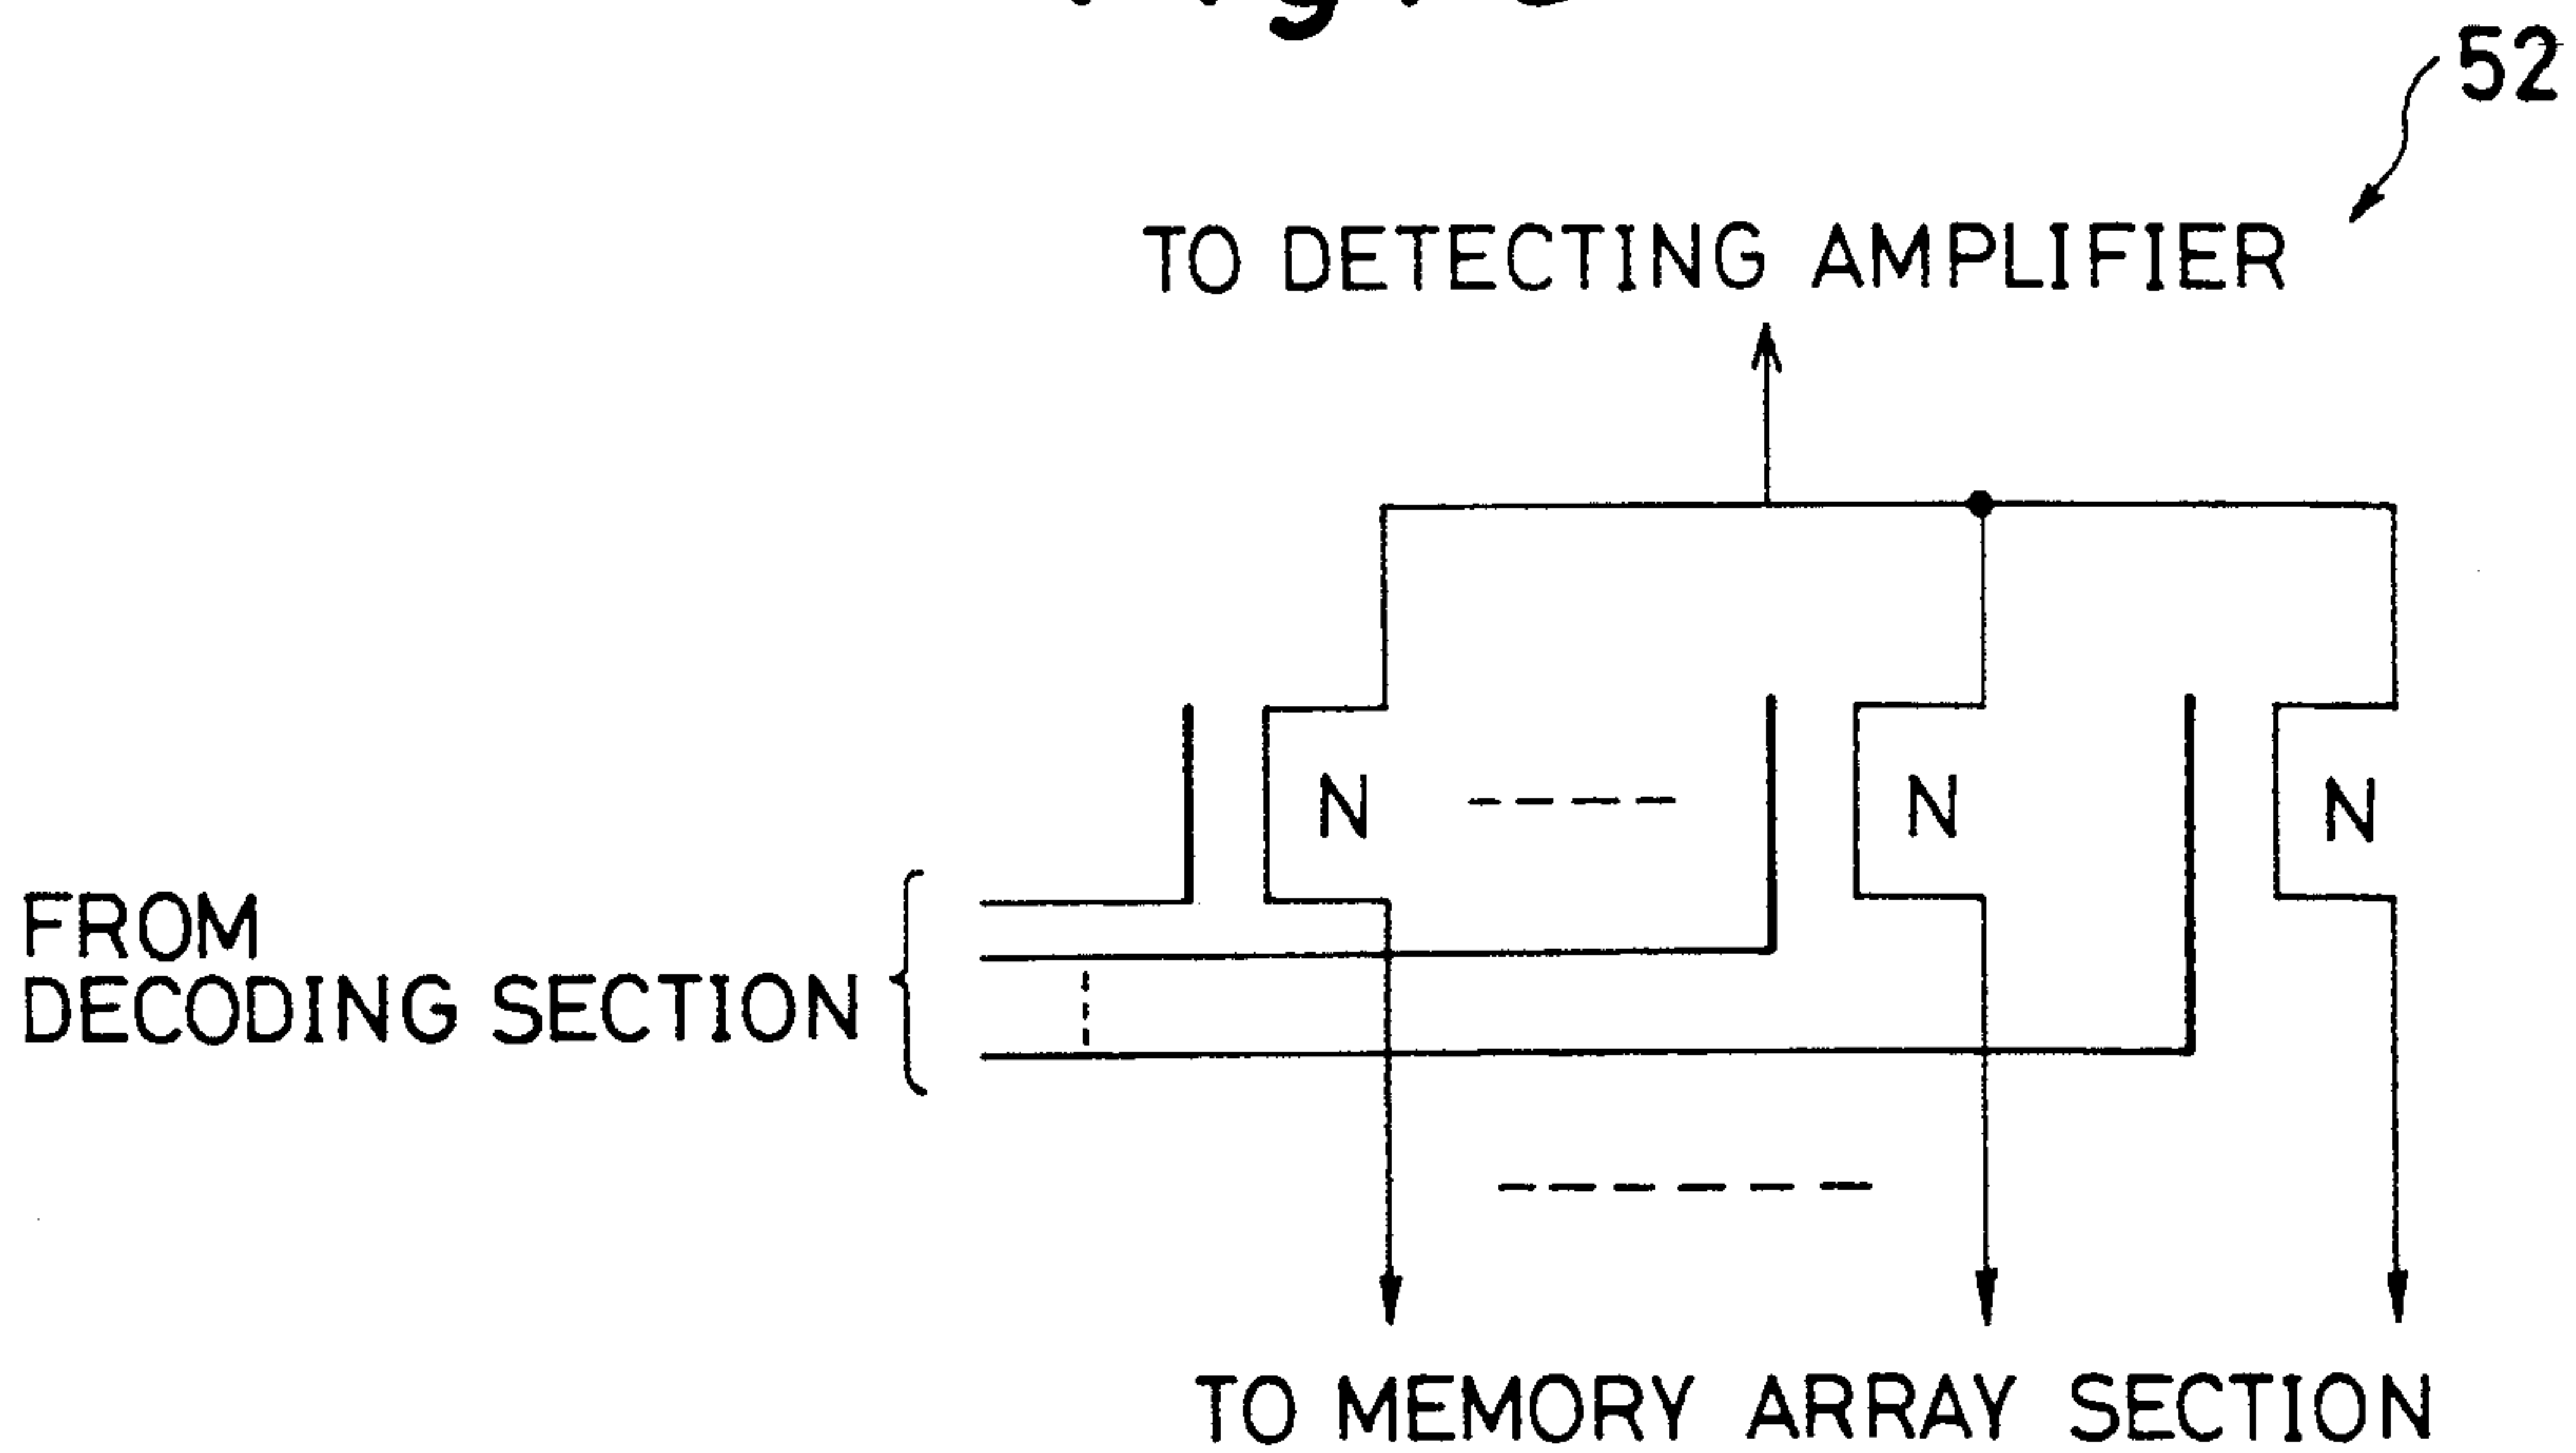 52
TO DETECTING AMPLIFIER
N
N
N
FROM
DECODING SECTION
TO MEMORY ARRAY SECTION